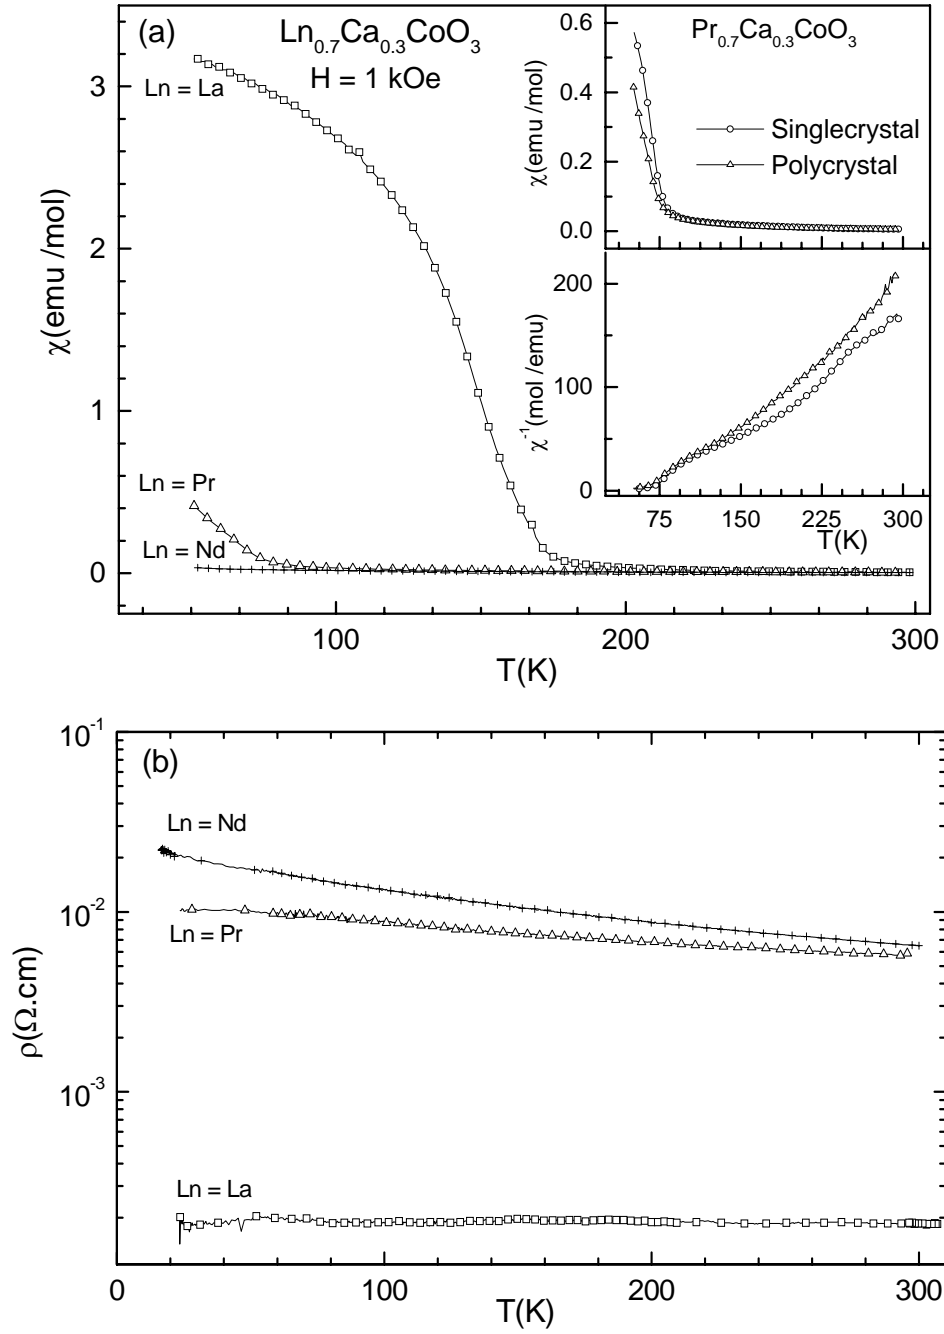 (a)
Ln0.7Ca0.3CoO3
H = 1 kOe
Ln = La
Ln = Pr
Ln = Nd
χ(emu /mol)
3
2
1
0
100
200
300
T(K)
Pr0.7Ca0.3CoO3
Singlecrystal
Polycrystal
χ(emu /mol)
0.6
0.4
0.2
0.0
χ-1(mol /emu)
200
100
0
75
150
225
300
T(K)
(b)
Ln = Nd
Ln = Pr
Ln = La
ρ(Ω.cm)
10-1
10-2
10-3
0
100
200
300
T(K)